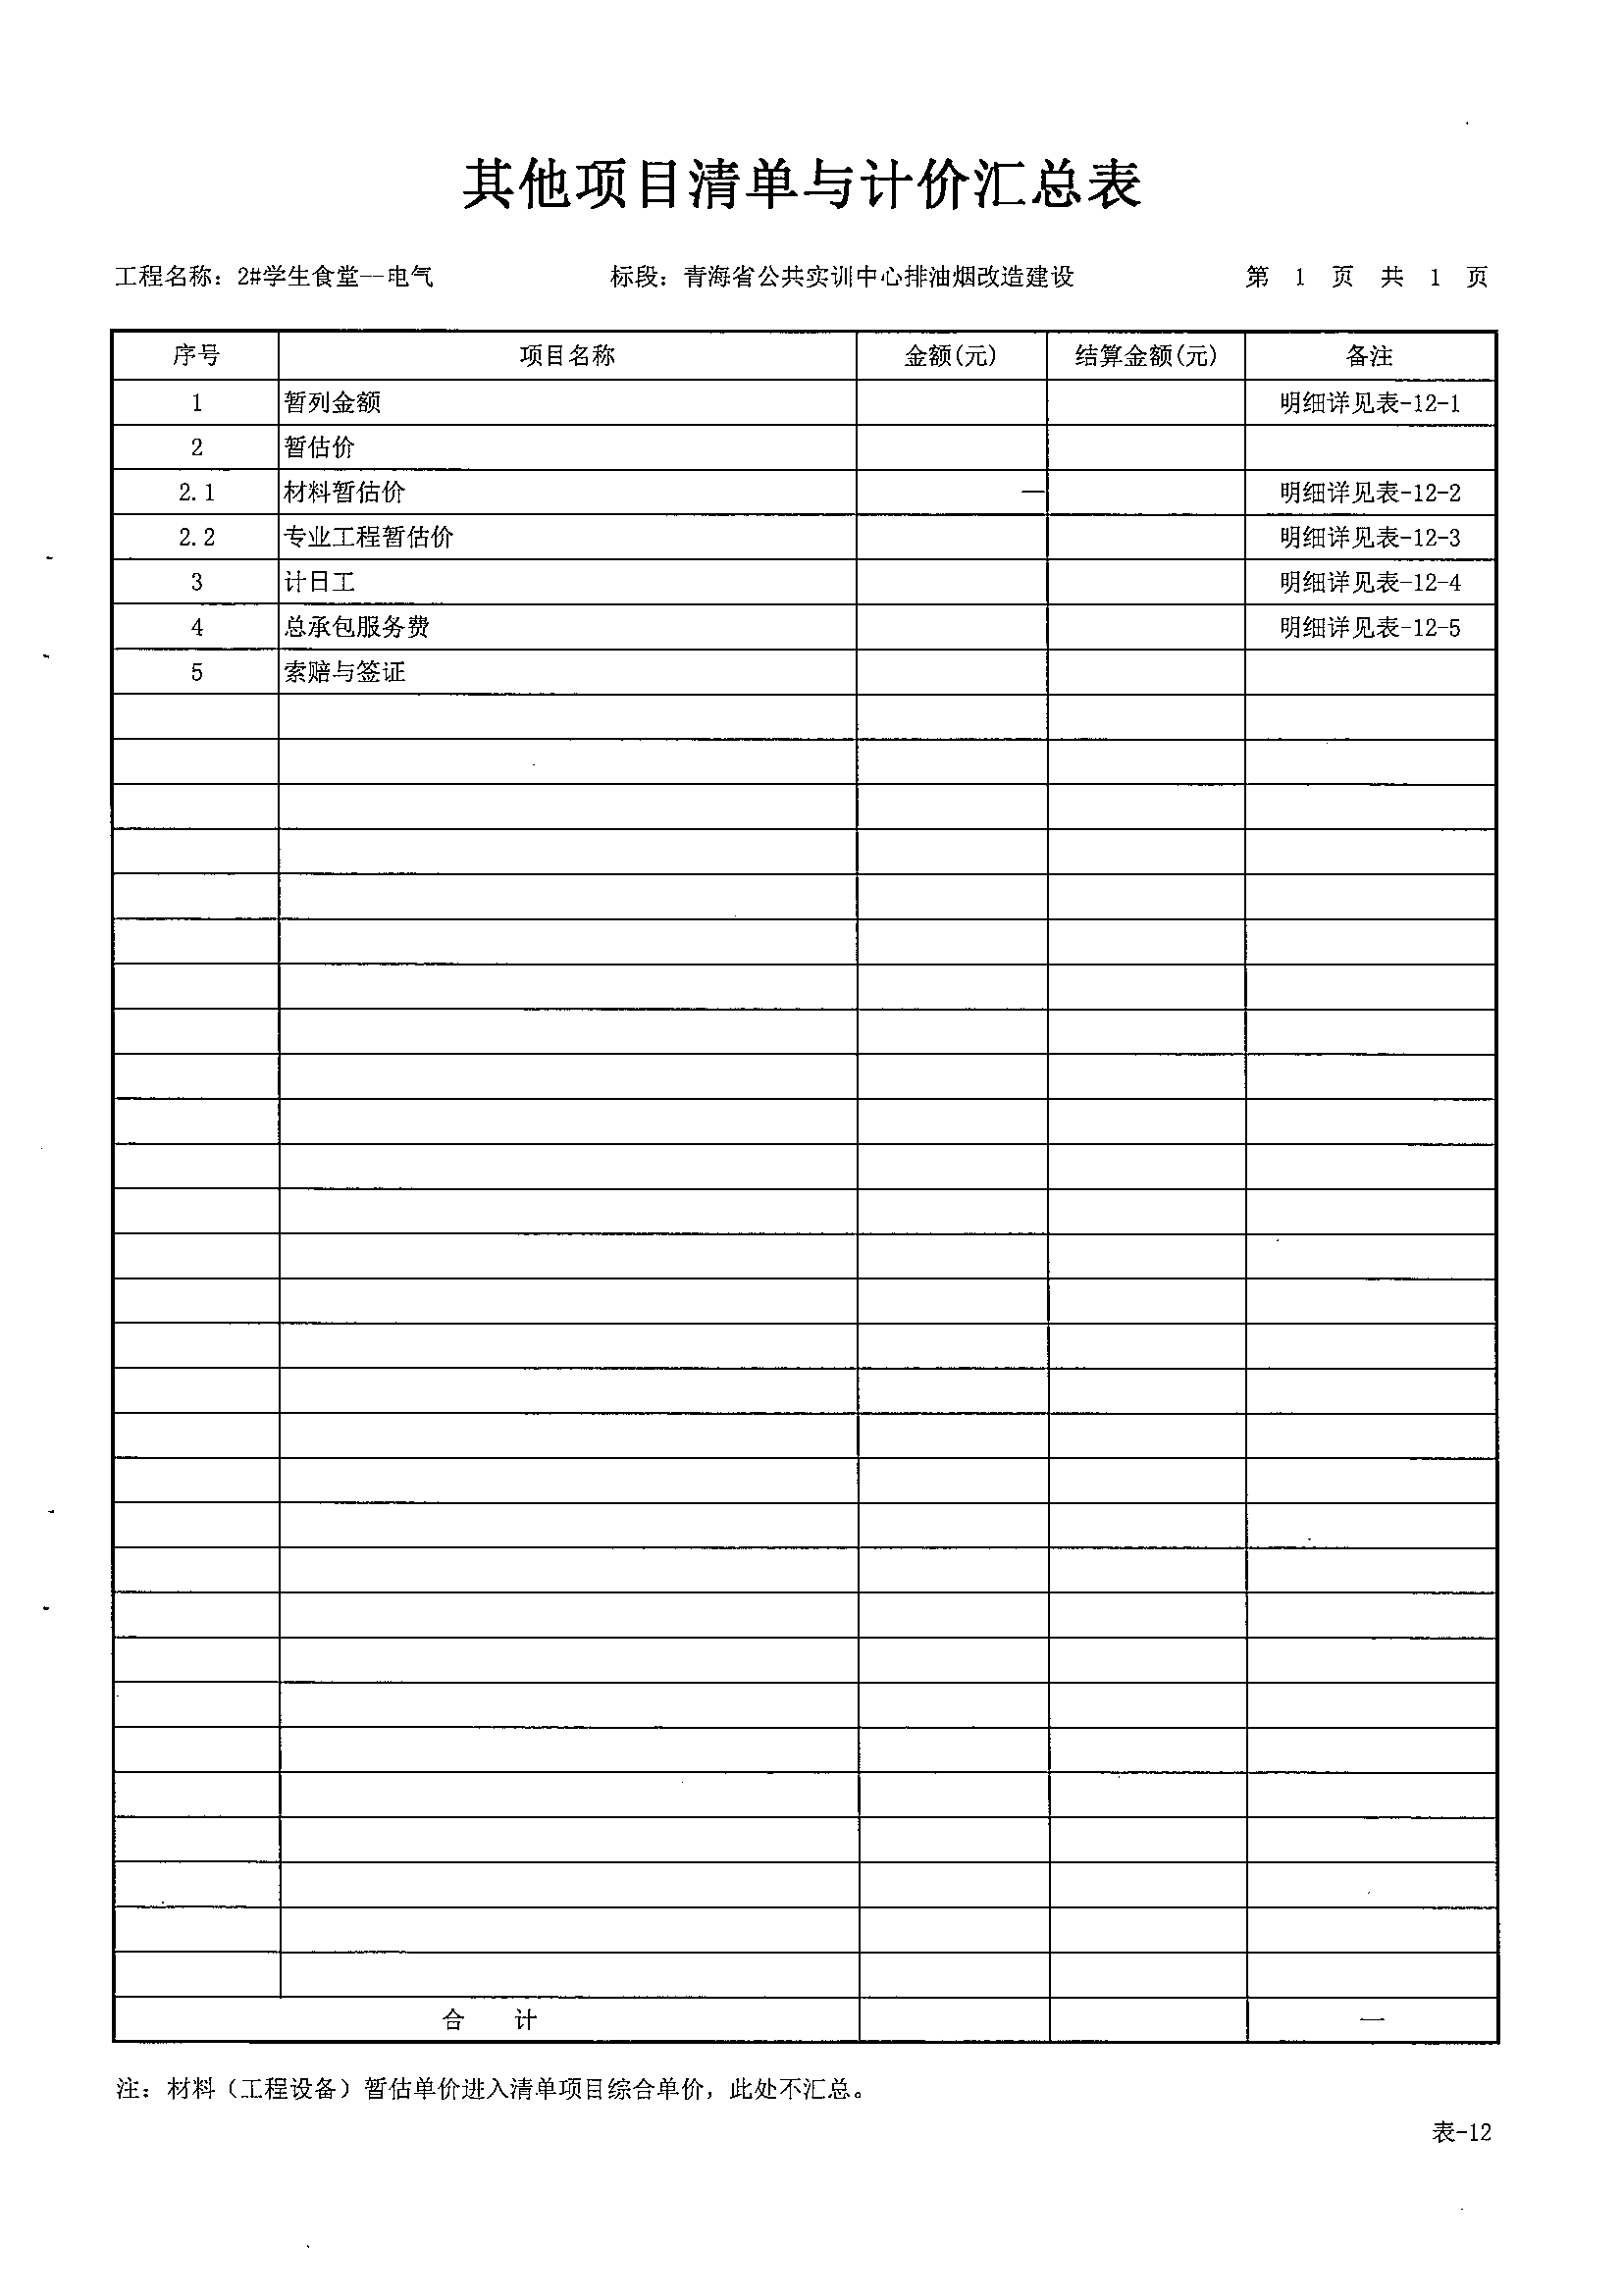 其他项目清单与计价汇总表
工程名称：2#学生食堂--电气 标段：青海省公共实训中心排油烟改造建设 第 1 页 共 1 页
序号 项目名称 金额(元) 结算金额(元) 备注
1 暂列金额 明细详见表-12-1
2 暂估价
2.1 材料暂估价 — 明细详见表-12-2
2.2 专业工程暂估价 明细详见表-12-3
3 计日工 明细详见表-12-4
4 总承包服务费 明细详见表-12-5
5 索赔与签证
合 计 —
注：材料（工程设备）暂估单价进入清单项目综合单价，此处不汇总。
表-12